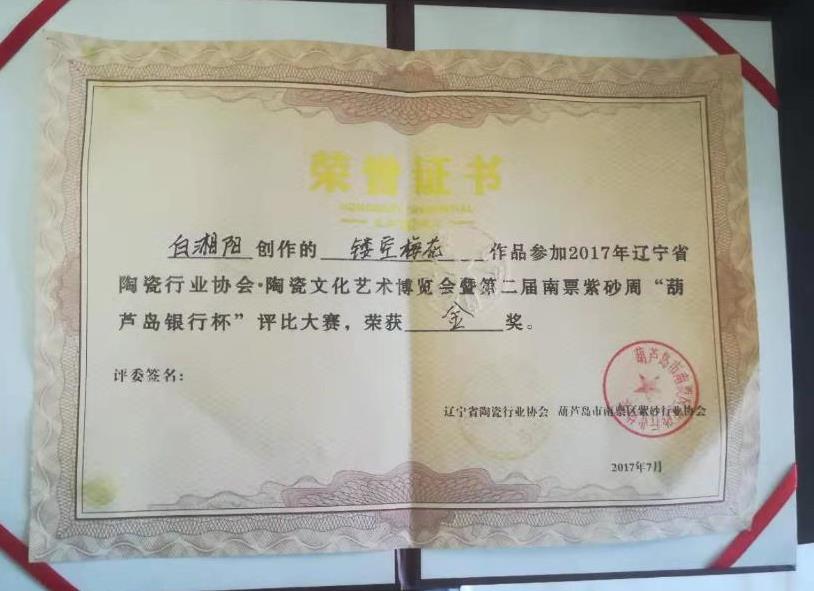 荣誉证书
白湘阳创作的 镂空梅花 作品参加2017年辽宁省
陶瓷行业协会·陶瓷文化艺术博览会暨第二届南票紫砂周“葫
芦岛银行杯”评比大赛，荣获 金 奖。
评委签名：
辽宁省陶瓷行业协会 葫芦岛市南票区紫砂行业协会
2017年7月